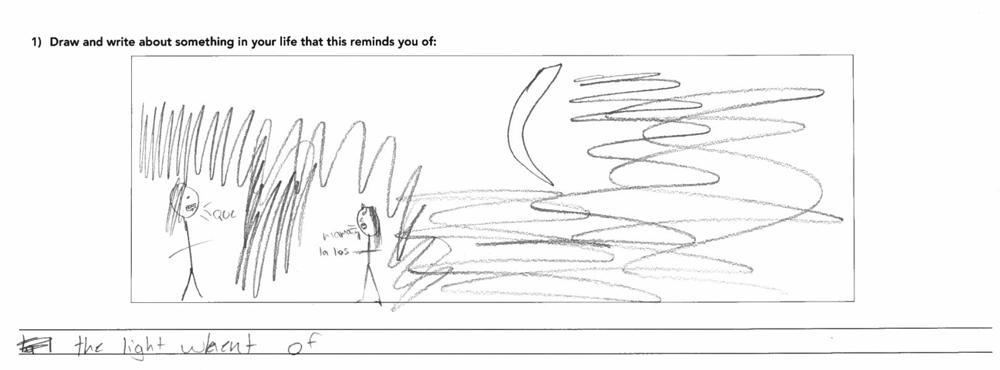 1) Draw and write about something in your life that this reminds you of:
que
mama
la los
the light whent of